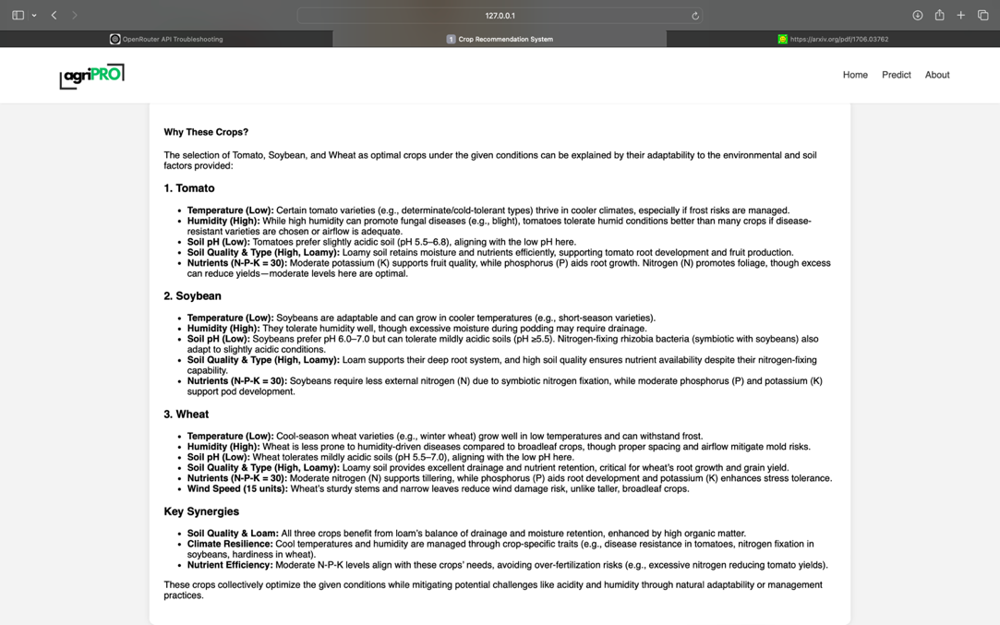 127.0.0.1
OpenRouter API Troubleshooting
1 Crop Recommendation System
https://arxiv.org/pdf/1706.03762
agriPRO
Home Predict About
Why These Crops?
The selection of Tomato, Soybean, and Wheat as optimal crops under the given conditions can be explained by their adaptability to the environmental and soil
factors provided:
1. Tomato
• Temperature (Low): Certain tomato varieties (e.g., determinate/cold-tolerant types) thrive in cooler climates, especially if frost risks are managed.
• Humidity (High): While high humidity can promote fungal diseases (e.g., blight), tomatoes tolerate humid conditions better than many crops if disease-
resistant varieties are chosen or airflow is adequate.
• Soil pH (Low): Tomatoes prefer slightly acidic soil (pH 5.5–6.8), aligning with the low pH here.
• Soil Quality & Type (High, Loamy): Loamy soil retains moisture and nutrients efficiently, supporting tomato root development and fruit production.
• Nutrients (N-P-K = 30): Moderate potassium (K) supports fruit quality, while phosphorus (P) aids root growth. Nitrogen (N) promotes foliage, though excess
can reduce yields—moderate levels here are optimal.
2. Soybean
• Temperature (Low): Soybeans are adaptable and can grow in cooler temperatures (e.g., short-season varieties).
• Humidity (High): They tolerate humidity well, though excessive moisture during podding may require drainage.
• Soil pH (Low): Soybeans prefer pH 6.0–7.0 but can tolerate mildly acidic soils (pH ≥5.5). Nitrogen-fixing rhizobia bacteria (symbiotic with soybeans) also
adapt to slightly acidic conditions.
• Soil Quality & Type (High, Loamy): Loam supports their deep root system, and high soil quality ensures nutrient availability despite their nitrogen-fixing
capability.
• Nutrients (N-P-K = 30): Soybeans require less external nitrogen (N) due to symbiotic nitrogen fixation, while moderate phosphorus (P) and potassium (K)
support pod development.
3. Wheat
• Temperature (Low): Cool-season wheat varieties (e.g., winter wheat) grow well in low temperatures and can withstand frost.
• Humidity (High): Wheat is less prone to humidity-driven diseases compared to broadleaf crops, though proper spacing and airflow mitigate mold risks.
• Soil pH (Low): Wheat tolerates mildly acidic soils (pH 5.5–7.0), aligning with the low pH here.
• Soil Quality & Type (High, Loamy): Loamy soil provides excellent drainage and nutrient retention, critical for wheat's root growth and grain yield.
• Nutrients (N-P-K = 30): Moderate nitrogen (N) supports tillering, while phosphorus (P) aids root development and potassium (K) enhances stress tolerance.
• Wind Speed (15 units): Wheat's sturdy stems and narrow leaves reduce wind damage risk, unlike taller, broadleaf crops.
Key Synergies
• Soil Quality & Loam: All three crops benefit from loam's balance of drainage and moisture retention, enhanced by high organic matter.
• Climate Resilience: Cool temperatures and humidity are managed through crop-specific traits (e.g., disease resistance in tomatoes, nitrogen fixation in
soybeans, hardiness in wheat).
• Nutrient Efficiency: Moderate N-P-K levels align with these crops' needs, avoiding over-fertilization risks (e.g., excessive nitrogen reducing tomato yields).
These crops collectively optimize the given conditions while mitigating potential challenges like acidity and humidity through natural adaptability or management
practices.